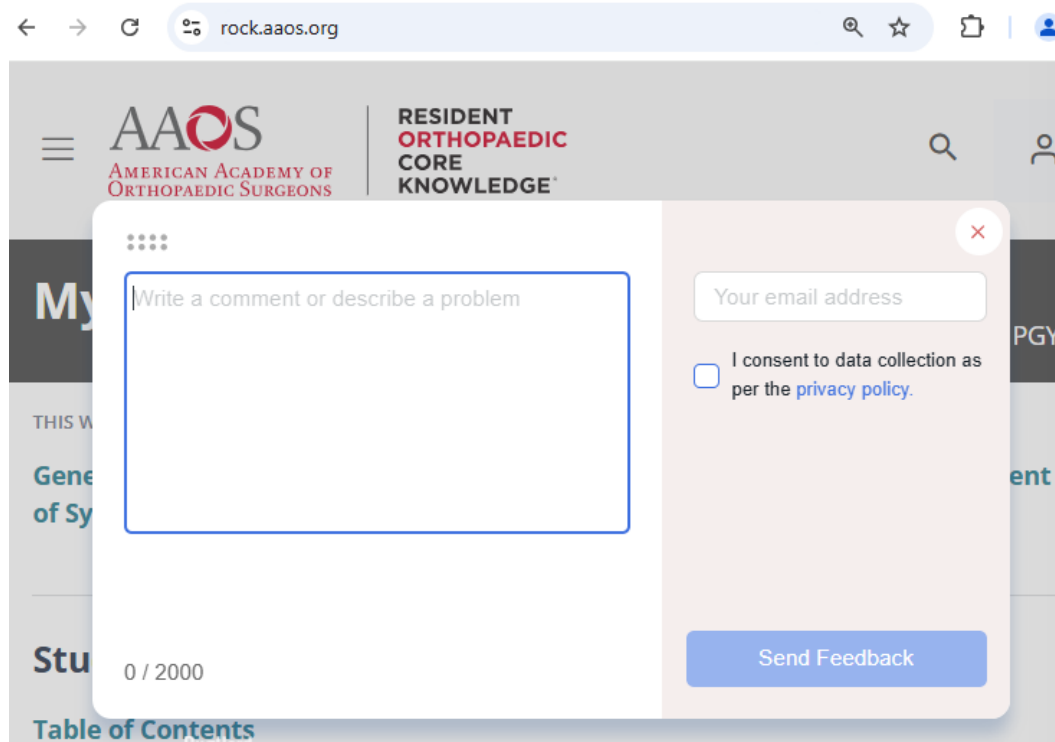 rock.aaos.org
AAOS
AMERICAN ACADEMY OF
ORTHOPAEDIC SURGEONS
RESIDENT
ORTHOPAEDIC
CORE
KNOWLEDGE
My
PGY
Write a comment or describe a problem
0 / 2000
Your email address
I consent to data collection as
per the privacy policy.
Send Feedback
THIS W
Gene
ent
of Sy
Stu
Table of Contents